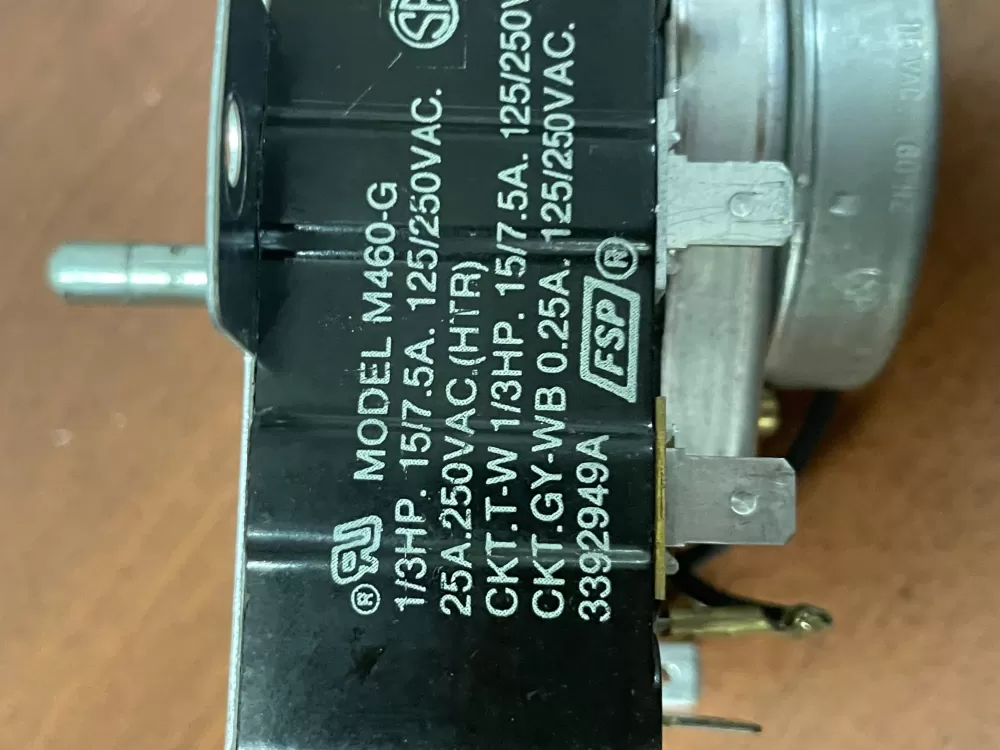 MODEL M460-G
1/3HP. 15/7.5A. 125/250VAC.
25A.250VAC.(HTR)
CKT.T-W 1/3HP. 15/7.5A. 125/250V
CKT.GY-WB 0.25A. 125/250VAC.
3392949A FSP ®